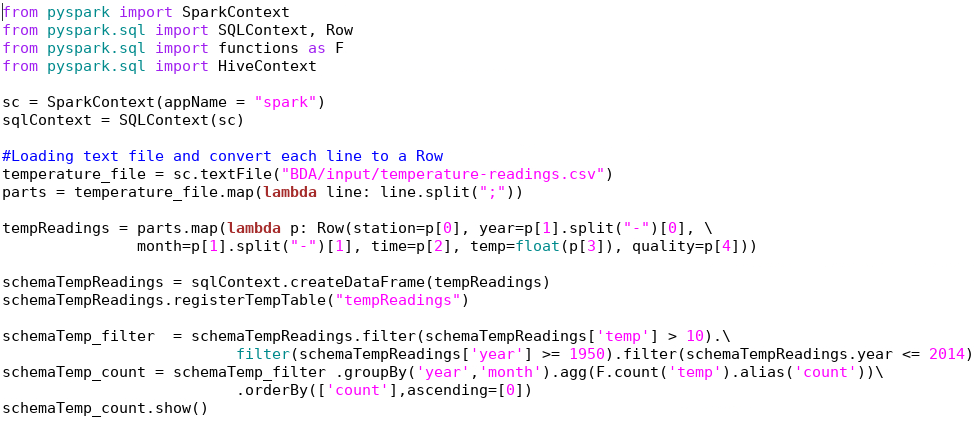 from pyspark import SparkContext
from pyspark.sql import SQLContext, Row
from pyspark.sql import functions as F
from pyspark.sql import HiveContext

sc = SparkContext(appName = "spark")
sqlContext = SQLContext(sc)

#Loading text file and convert each line to a Row
temperature_file = sc.textFile("BDA/input/temperature-readings.csv")
parts = temperature_file.map(lambda line: line.split(";"))

tempReadings = parts.map(lambda p: Row(station=p[0], year=p[1].split("-")[0], \
               month=p[1].split("-")[1], time=p[2], temp=float(p[3]), quality=p[4]))

schemaTempReadings = sqlContext.createDataFrame(tempReadings)
schemaTempReadings.registerTempTable("tempReadings")

schemaTemp_filter  = schemaTempReadings.filter(schemaTempReadings['temp'] > 10).\
                          filter(schemaTempReadings['year'] >= 1950).filter(schemaTempReadings.year <= 2014)
schemaTemp_count = schemaTemp_filter .groupBy('year','month').agg(F.count('temp').alias('count'))\
                          .orderBy(['count'],ascending=[0])
schemaTemp_count.show()